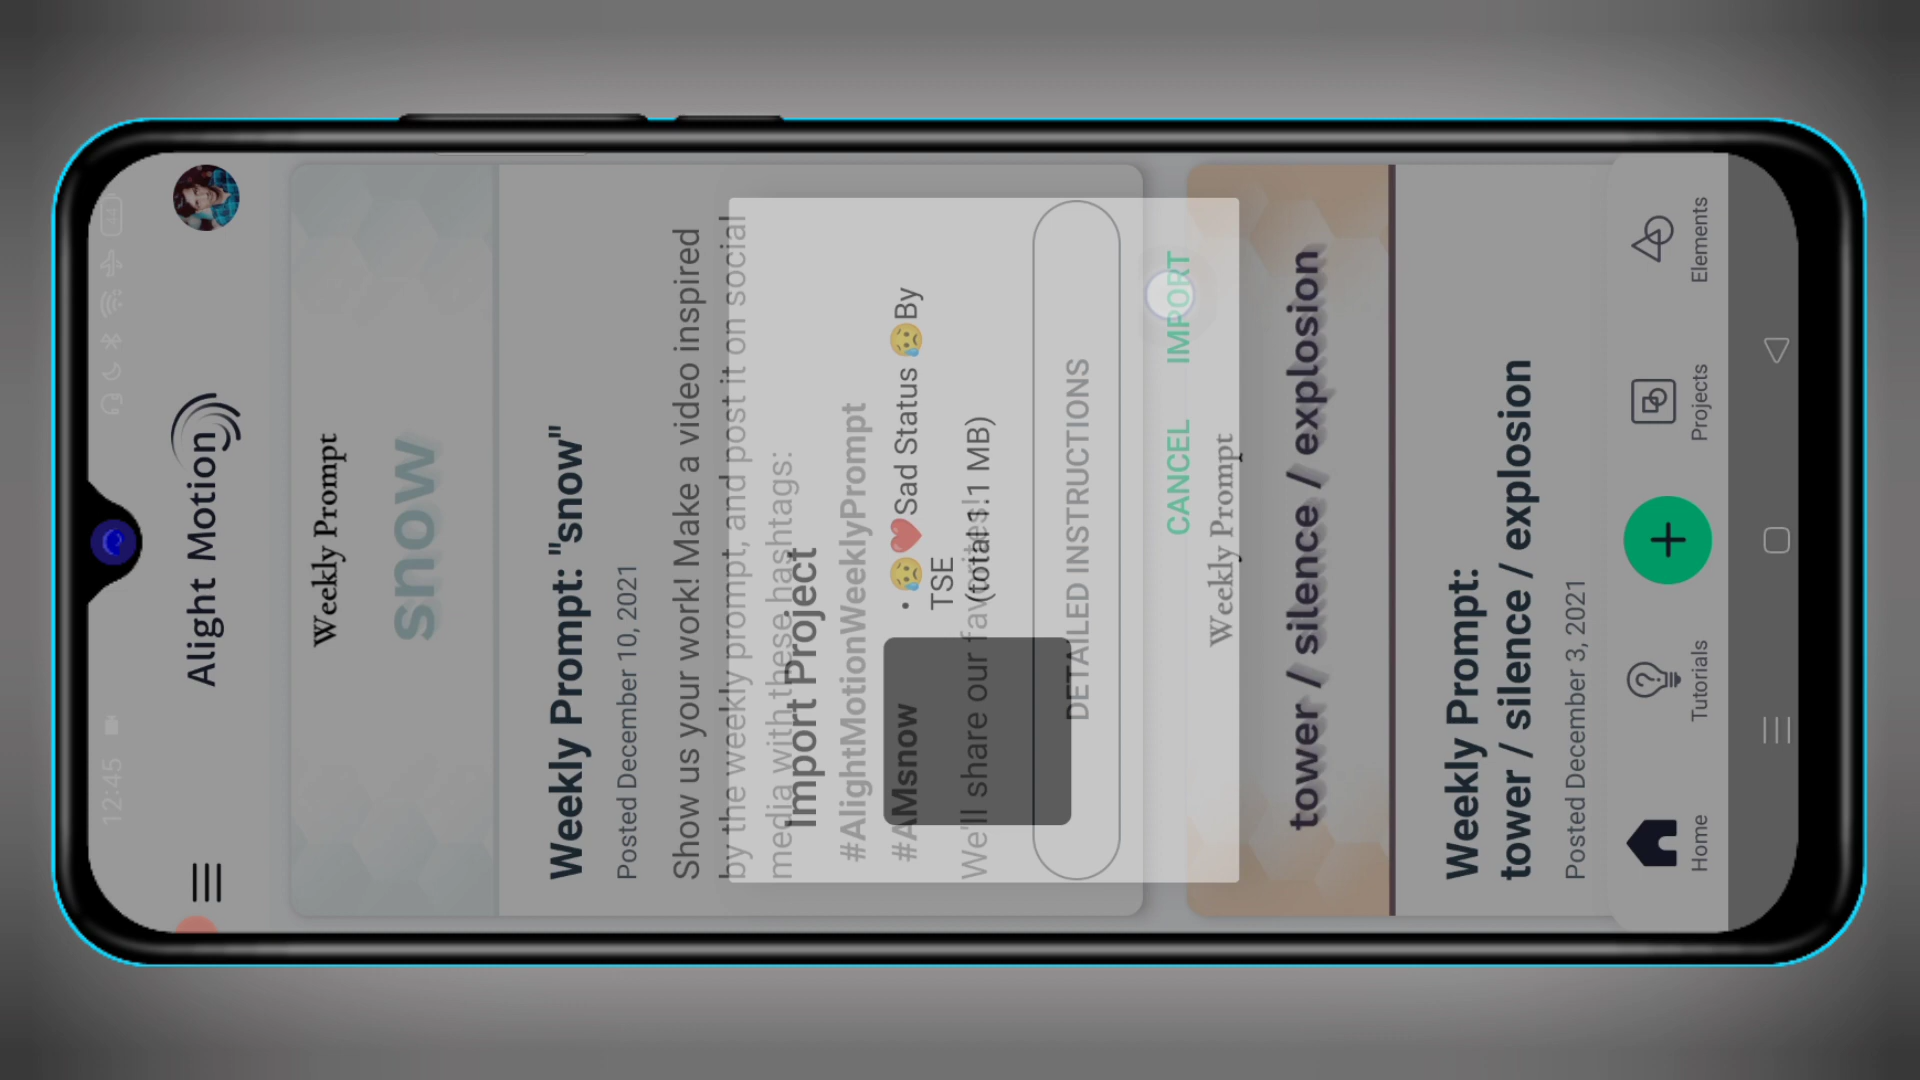 12:45
44
Alight Motion
Weekly Prompt
snow
Weekly Prompt: "snow"
Posted December 10, 2021
Show us your work! Make a video inspired
by the weekly prompt, and post it on social
media with these hashtags:
#AlightMotionWeeklyPrompt
#AMsnow
We'll share our favorites!
Import Project
• 😥❤️Sad Status 😥By
TSE
(total 1.1 MB)
DETAILED INSTRUCTIONS
CANCEL IMPORT
Weekly Prompt
tower / silence / explosion
Weekly Prompt:
tower / silence / explosion
Posted December 3, 2021
Home
Tutorials
Projects
Elements